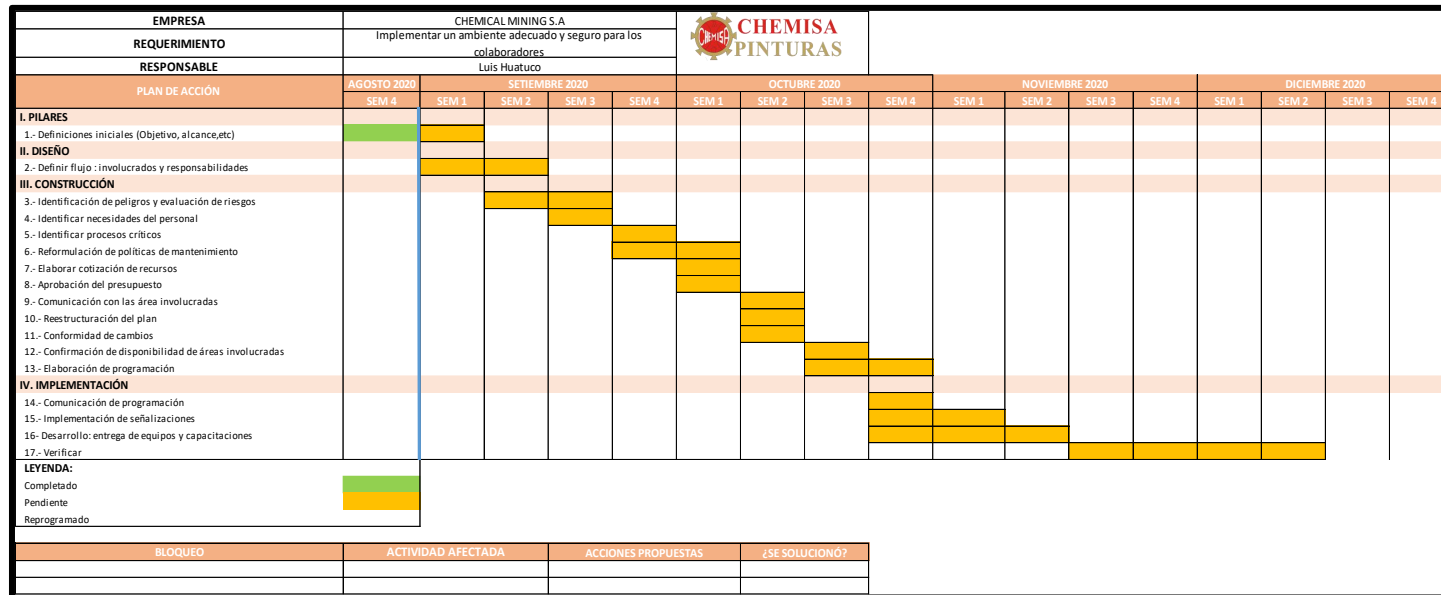 EMPRESA CHEMICAL MINING S.A
REQUERIMIENTO Implementar un ambiente adecuado y seguro para los
colaboradores
RESPONSABLE Luis Huatuco
CHEMISA
CHEMISA
PINTURAS
PLAN DE ACCIÓN AGOSTO 2020 SETIEMBRE 2020 OCTUBRE 2020 NOVIEMBRE 2020 DICIEMBRE 2020
SEM 4 SEM 1 SEM 2 SEM 3 SEM 4 SEM 1 SEM 2 SEM 3 SEM 4 SEM 1 SEM 2 SEM 3 SEM 4 SEM 1 SEM 2 SEM 3 SEM 4
I. PILARES
1.- Definiciones iniciales (Objetivo, alcance,etc)
II. DISEÑO
2.- Definir flujo : involucrados y responsabilidades
III. CONSTRUCCIÓN
3.- Identificación de peligros y evaluación de riesgos
4.- Identificar necesidades del personal
5.- Identificar procesos críticos
6.- Reformulación de políticas de mantenimiento
7.- Elaborar cotización de recursos
8.- Aprobación del presupuesto
9.- Comunicación con las área involucradas
10.- Reestructuración del plan
11.- Conformidad de cambios
12.- Confirmación de disponibilidad de áreas involucradas
13.- Elaboración de programación
IV. IMPLEMENTACIÓN
14.- Comunicación de programación
15.- Implementación de señalizaciones
16- Desarrollo: entrega de equipos y capacitaciones
17.- Verificar
LEYENDA:
Completado
Pendiente
Reprogramado
BLOQUEO ACTIVIDAD AFECTADA ACCIONES PROPUESTAS ¿SE SOLUCIONÓ?